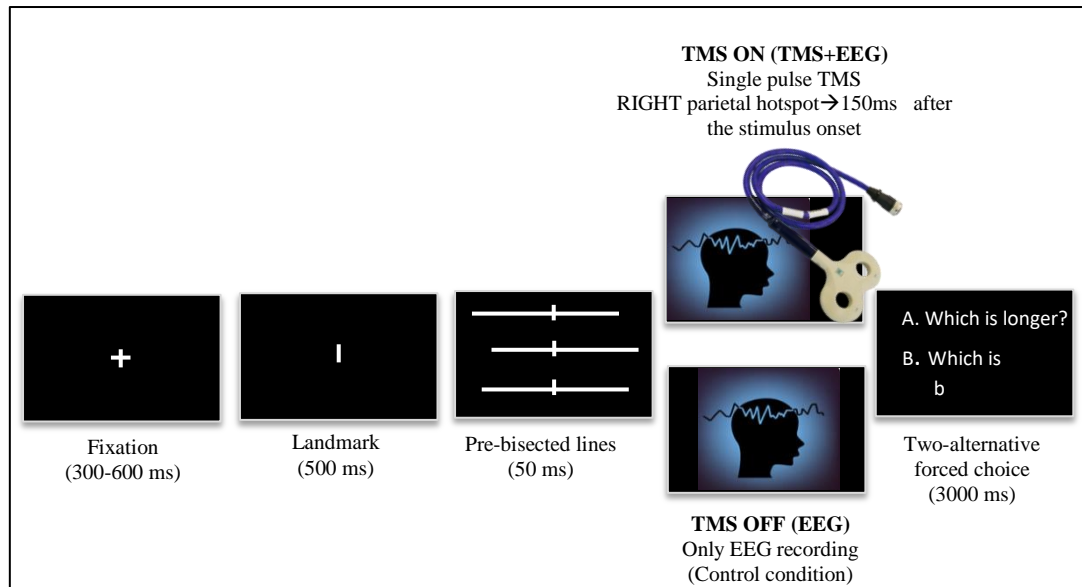 TMS ON (TMS+EEG)
Single pulse TMS
RIGHT parietal hotspot→150ms after
the stimulus onset
A. Which is longer?
B. Which is
b
Fixation
(300-600 ms)
Landmark
(500 ms)
Pre-bisected lines
(50 ms)
Two-alternative
forced choice
(3000 ms)
TMS OFF (EEG)
Only EEG recording
(Control condition)